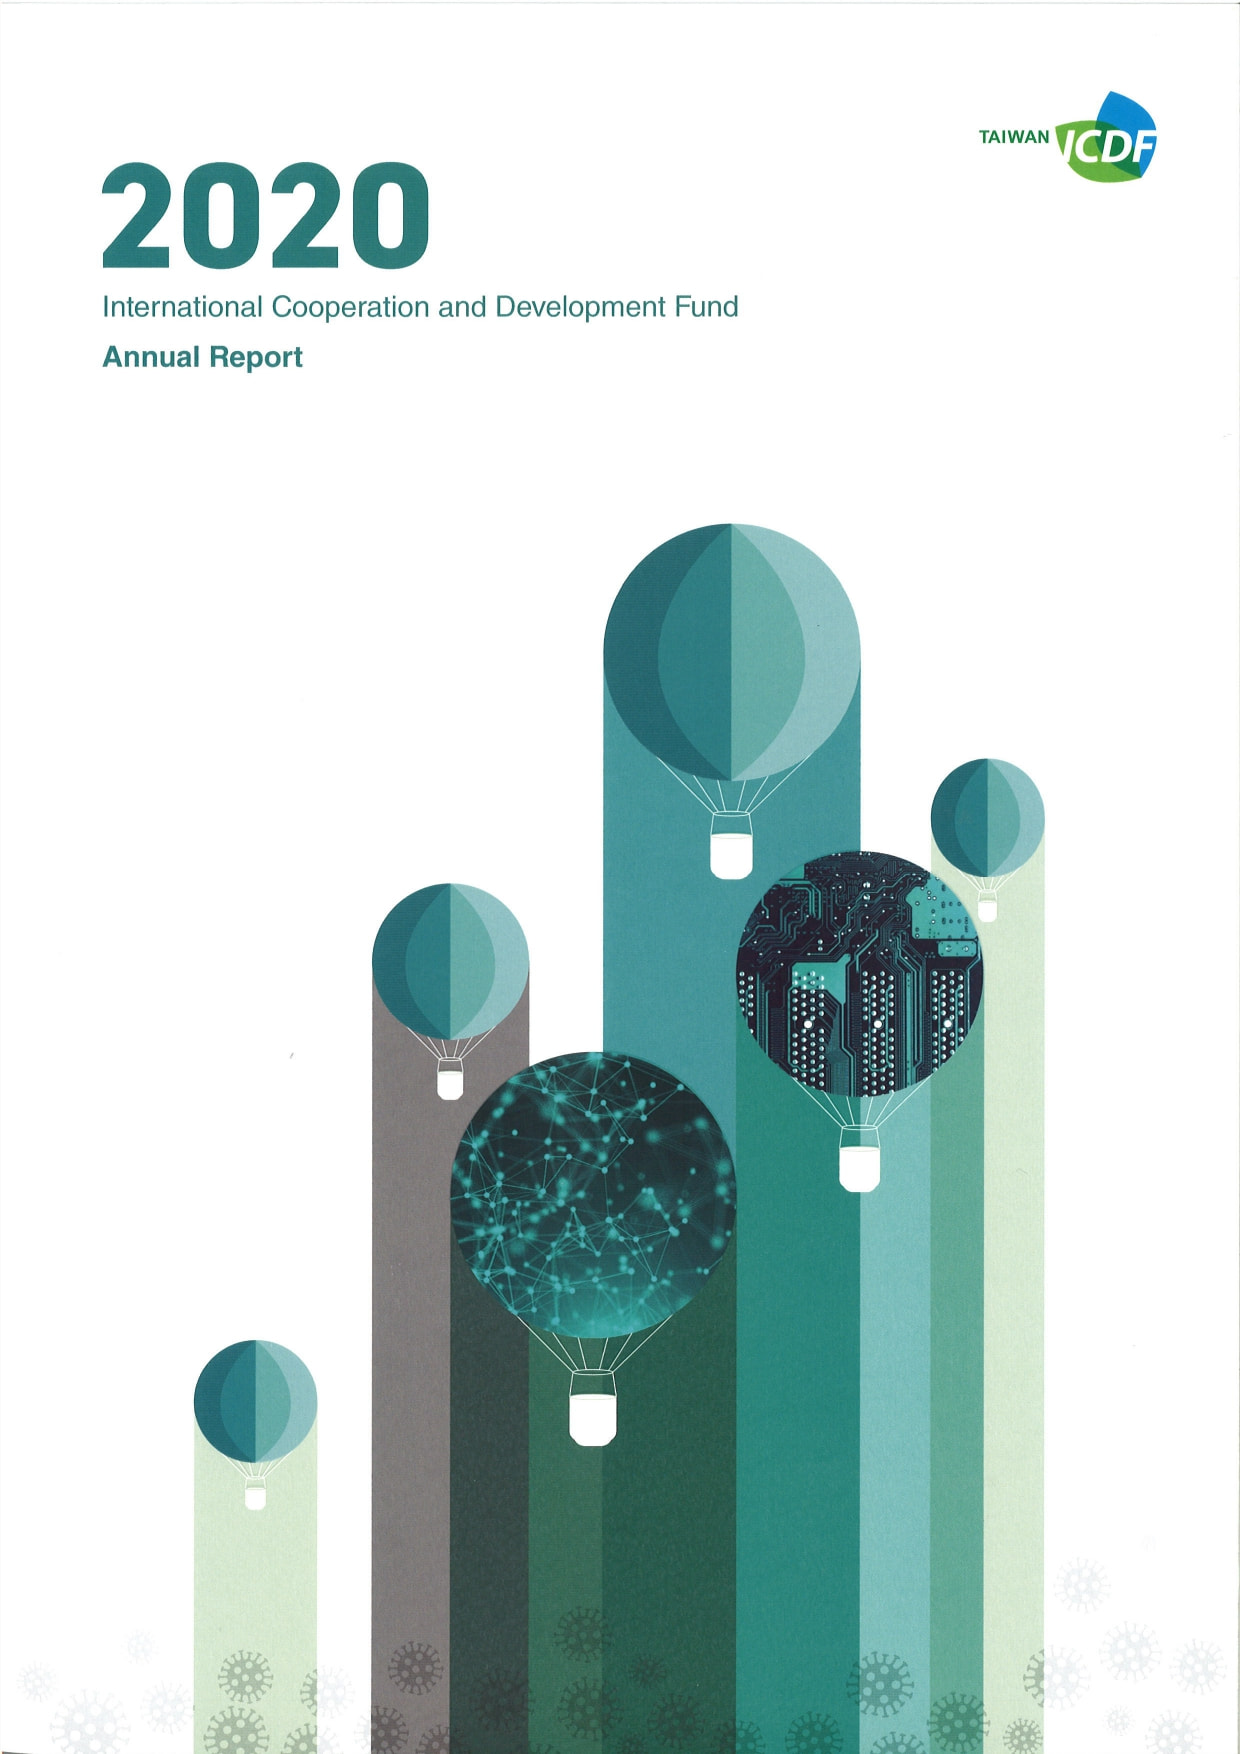 TAIWAN ICDF
2020
International Cooperation and Development Fund
Annual Report